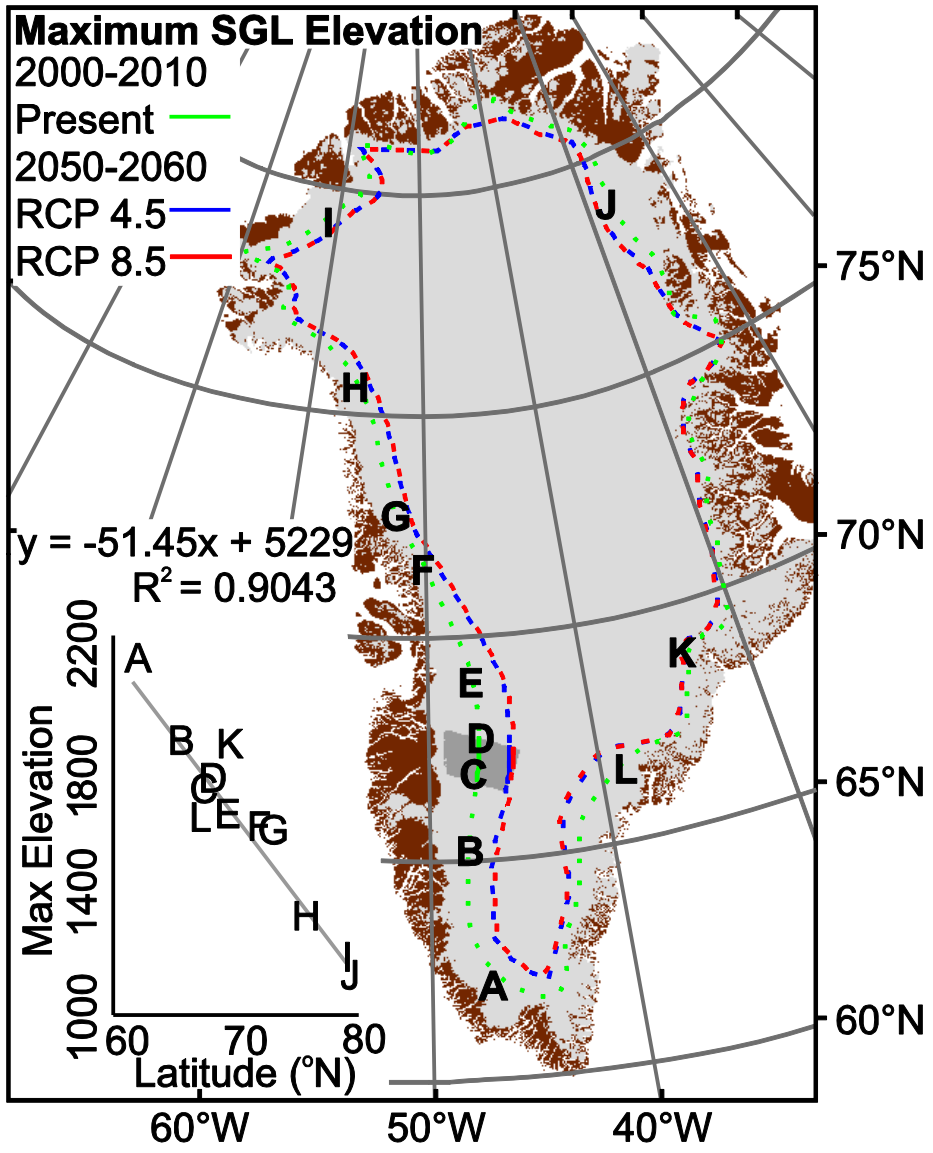 Maximum SGL Elevation
2000-2010
Present
2050-2060
RCP 4.5
RCP 8.5
I
J
75°N
H
G
y = -51.45x + 5229
70°N
F
R² = 0.9043
K
E
D
C
L
65°N
B
A
60°N
2200
1800
1400
1000
Max Elevation
A
B
K
D
C
L
E
F
G
H
I
J
60 70 80
Latitude (°N)
60°W 50°W 40°W